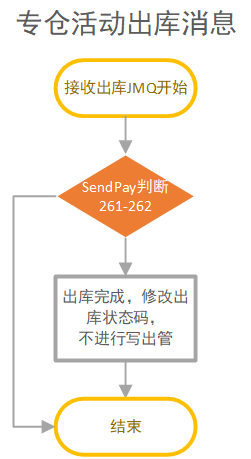 专仓活动出库消息
接收出库JMQ开始
SendPay判断
261-262
出库完成，修改出
库状态码，
不进行写出管
结束